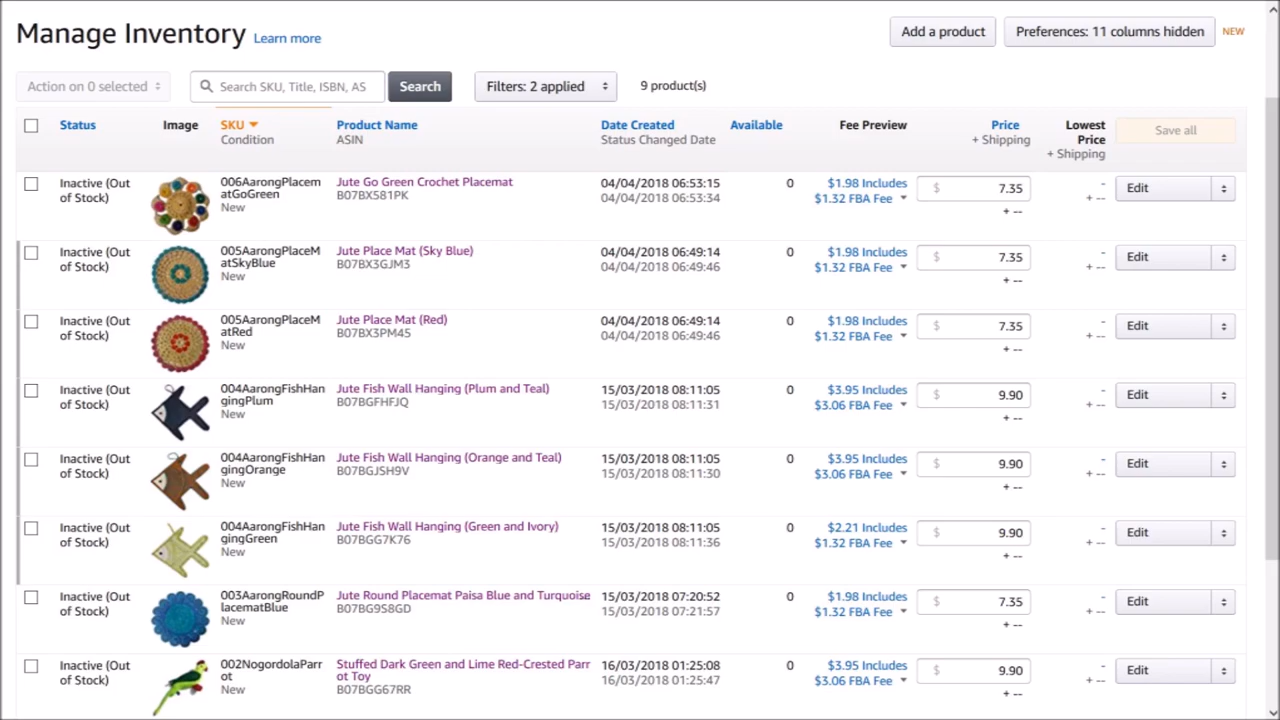 Manage Inventory Learn more
Add a product
Preferences: 11 columns hidden
NEW
Action on 0 selected
Search SKU, Title, ISBN, AS
Search
Filters: 2 applied
9 product(s)
Status Image SKU Product Name Date Created Available Fee Preview Price Lowest Price Save all
Condition ASIN Status Changed Date + Shipping + Shipping
Inactive (Out of Stock)
006AarongPlacem
atGoGreen
New
Jute Go Green Crochet Placemat
B07BX581PK
04/04/2018 06:53:15
04/04/2018 06:53:34
0
$1.98 Includes
$1.32 FBA Fee
$ 7.35
+ --
-
+ --
Edit
Inactive (Out of Stock)
005AarongPlaceM
atSkyBlue
New
Jute Place Mat (Sky Blue)
B07BX3GJM3
04/04/2018 06:49:14
04/04/2018 06:49:46
0
$1.98 Includes
$1.32 FBA Fee
$ 7.35
+ --
-
+ --
Edit
Inactive (Out of Stock)
005AarongPlaceM
atRed
New
Jute Place Mat (Red)
B07BX3PM45
04/04/2018 06:49:14
04/04/2018 06:49:46
0
$1.98 Includes
$1.32 FBA Fee
$ 7.35
+ --
-
+ --
Edit
Inactive (Out of Stock)
004AarongFishHan
gingPlum
New
Jute Fish Wall Hanging (Plum and Teal)
B07BGFHFJQ
15/03/2018 08:11:05
15/03/2018 08:11:31
0
$3.95 Includes
$3.06 FBA Fee
$ 9.90
+ --
-
+ --
Edit
Inactive (Out of Stock)
004AarongFishHan
gingOrange
New
Jute Fish Wall Hanging (Orange and Teal)
B07BGJSH9V
15/03/2018 08:11:05
15/03/2018 08:11:30
0
$3.95 Includes
$3.06 FBA Fee
$ 9.90
+ --
-
+ --
Edit
Inactive (Out of Stock)
004AarongFishHan
gingGreen
New
Jute Fish Wall Hanging (Green and Ivory)
B07BGG7K76
15/03/2018 08:11:05
15/03/2018 08:11:36
0
$2.21 Includes
$1.32 FBA Fee
$ 9.90
+ --
-
+ --
Edit
Inactive (Out of Stock)
003AarongRoundP
lacematBlue
New
Jute Round Placemat Paisa Blue and Turquoise
B07BG9S8GD
15/03/2018 07:20:52
15/03/2018 07:21:57
0
$1.98 Includes
$1.32 FBA Fee
$ 7.35
+ --
-
+ --
Edit
Inactive (Out of Stock)
002NogordolaParr
ot
New
Stuffed Dark Green and Lime Red-Crested Parr
ot Toy
B07BGG67RR
16/03/2018 01:25:08
16/03/2018 01:25:47
0
$3.95 Includes
$3.06 FBA Fee
$ 9.90
+ --
-
+ --
Edit